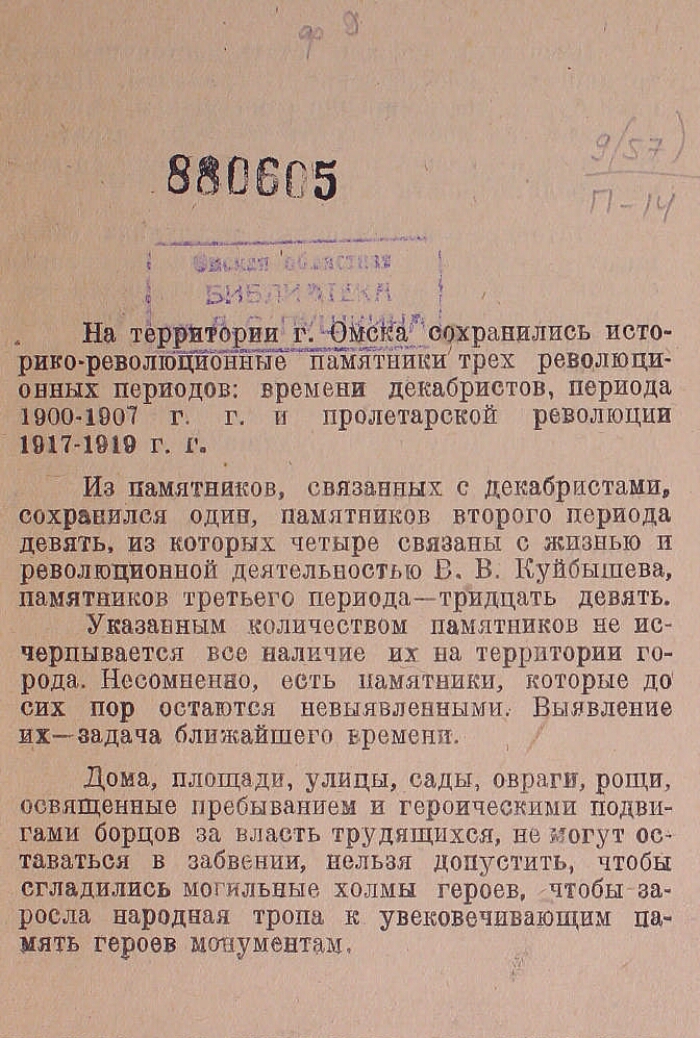 ф 9
9(57)
П-14
880605
Омская областная
БИБЛИОТЕКА
ПУШКИНА
На территории г. Омска сохранились исто-
рико-революционные памятники трех революци-
онных периодов: времени декабристов, периода
1900-1907 г. г. и пролетарской революции
1917-1919 г. г.
Из памятников, связанных с декабристами,
сохранился один, памятников второго периода
девять, из которых четыре связаны с жизнью и
революционной деятельностью В. В. Куйбышева,
памятников третьего периода—тридцать девять.
Указанным количеством памятников не ис-
черпывается все наличие их на территории го-
рода. Несомненно, есть памятники, которые до
сих пор остаются невыявленными. Выявление
их—задача ближайшего времени.
Дома, площади, улицы, сады, овраги, рощи,
освященные пребыванием и героическими подви-
гами борцов за власть трудящихся, не могут ос-
таваться в забвении, нельзя допустить, чтобы
сгладились могильные холмы героев, чтобы за-
росла народная тропа к увековечивающим па-
мять героев монументам.